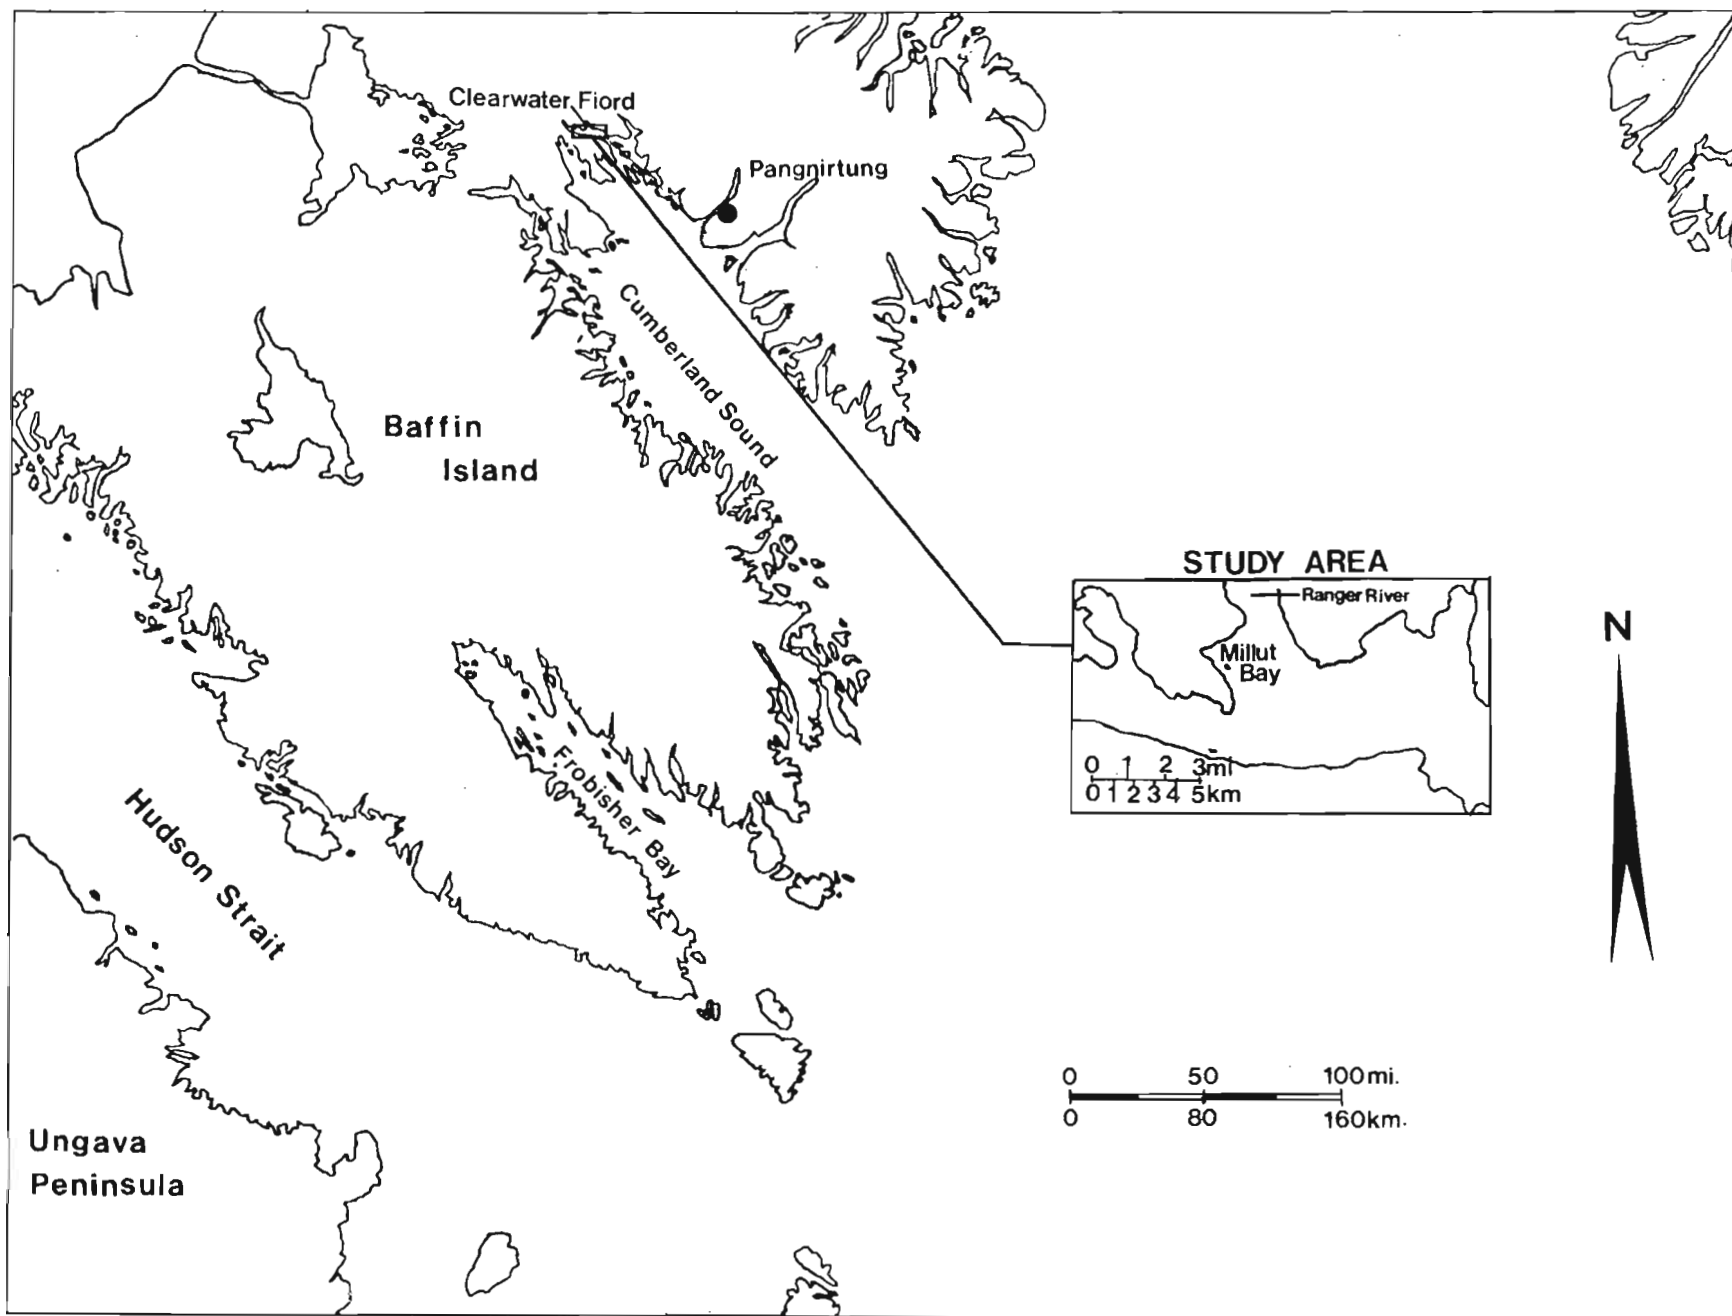 Clearwater Fiord
Pangnirtung
Cumberland Sound
Baffin
Island
STUDY AREA
Ranger River
Millut
Bay
0 1 2 3mi
0 1 2 3 4 5km
N
Frobisher Bay
Hudson Strait
0 50 100mi.
0 80 160km.
Ungava
Peninsula